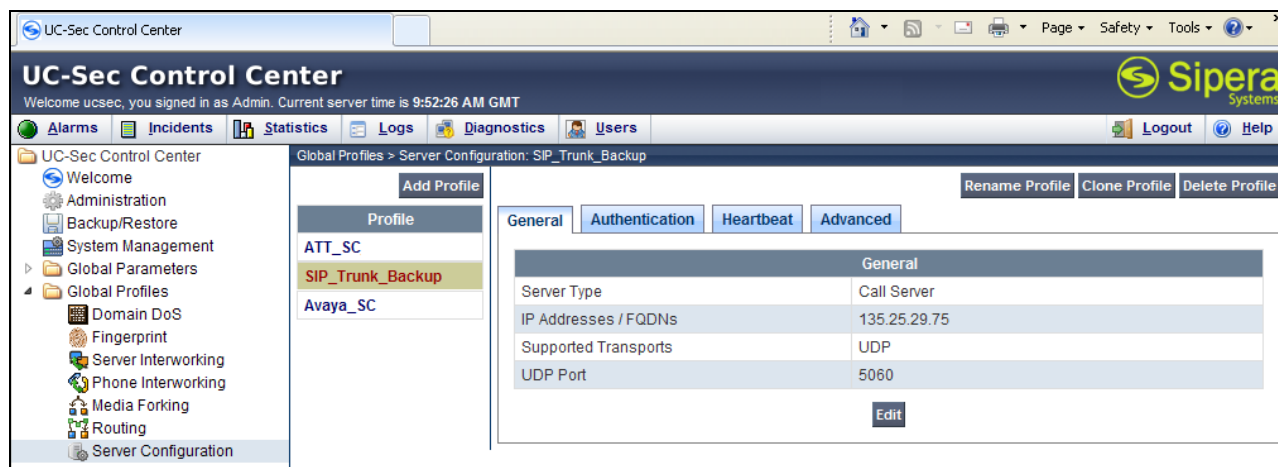 UC-Sec Control Center
Page Safety Tools
UC-Sec Control Center
Welcome ucsec, you signed in as Admin. Current server time is 9:52:26 AM GMT
Sipera
Systems
Alarms Incidents Statistics Logs Diagnostics Users Logout Help
UC-Sec Control Center
Welcome
Administration
Backup/Restore
System Management
Global Parameters
Global Profiles
Domain DoS
Fingerprint
Server Interworking
Phone Interworking
Media Forking
Routing
Server Configuration
Global Profiles > Server Configuration: SIP_Trunk_Backup
Add Profile
Profile
ATT_SC
SIP_Trunk_Backup
Avaya_SC
Rename Profile Clone Profile Delete Profile
General Authentication Heartbeat Advanced
General
Server Type Call Server
IP Addresses / FQDNs 135.25.29.75
Supported Transports UDP
UDP Port 5060
Edit